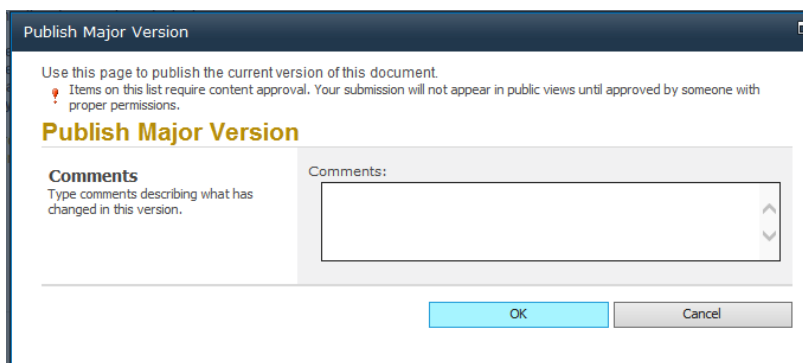 Publish Major Version
Use this page to publish the current version of this document.
Items on this list require content approval. Your submission will not appear in public views until approved by someone with
proper permissions.
Publish Major Version
Comments
Type comments describing what has
changed in this version.
Comments:
OK
Cancel